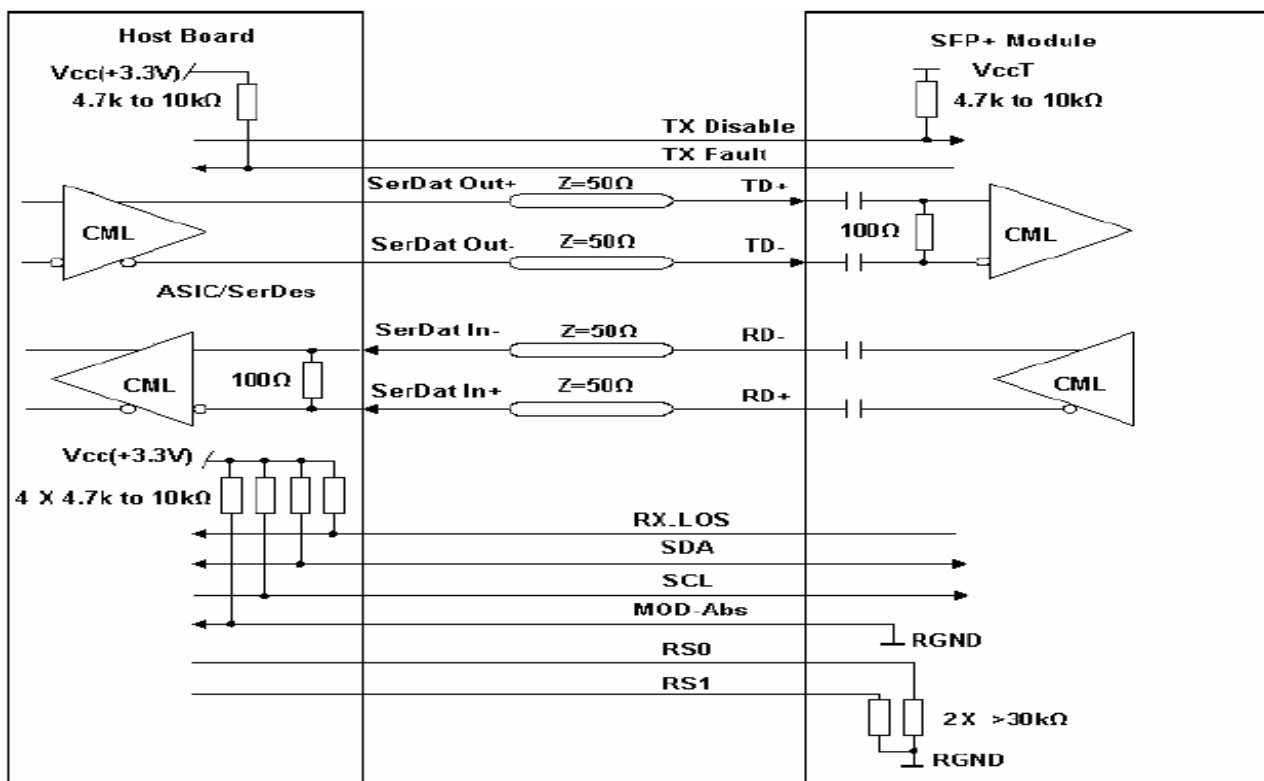 Host Board
SFP+ Module
Vcc(+3.3V)
4.7k to 10kΩ
VccT
4.7k to 10kΩ
TX Disable
TX Fault
SerDat Out+
Z=50Ω
TD+
CML
100Ω
CML
SerDat Out-
Z=50Ω
TD-
ASIC/SerDes
SerDat In-
Z=50Ω
RD-
CML
100Ω
SerDat In+
Z=50Ω
RD+
CML
Vcc(+3.3V)
4 X 4.7k to 10kΩ
RX_LOS
SDA
SCL
MOD-Abs
RGND
RS0
RS1
2X >30kΩ
RGND